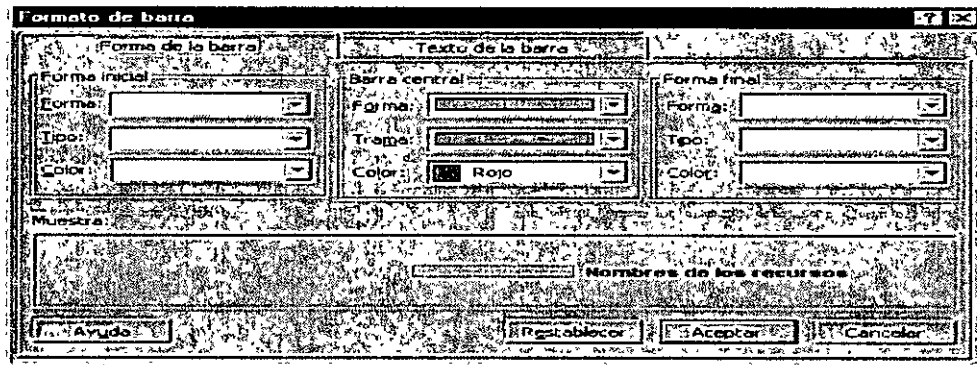 Formato de barra
Forma de la barra
Texto de la barra
Forma inicial
Forma:
Tipo:
Color:
Barra central
Forma:
Trama:
Color: Rojo
Forma final
Forma:
Tipo:
Color:
Muestra:
Nombres de los recursos
Ayuda
Restablecer
Aceptar
Cancelar